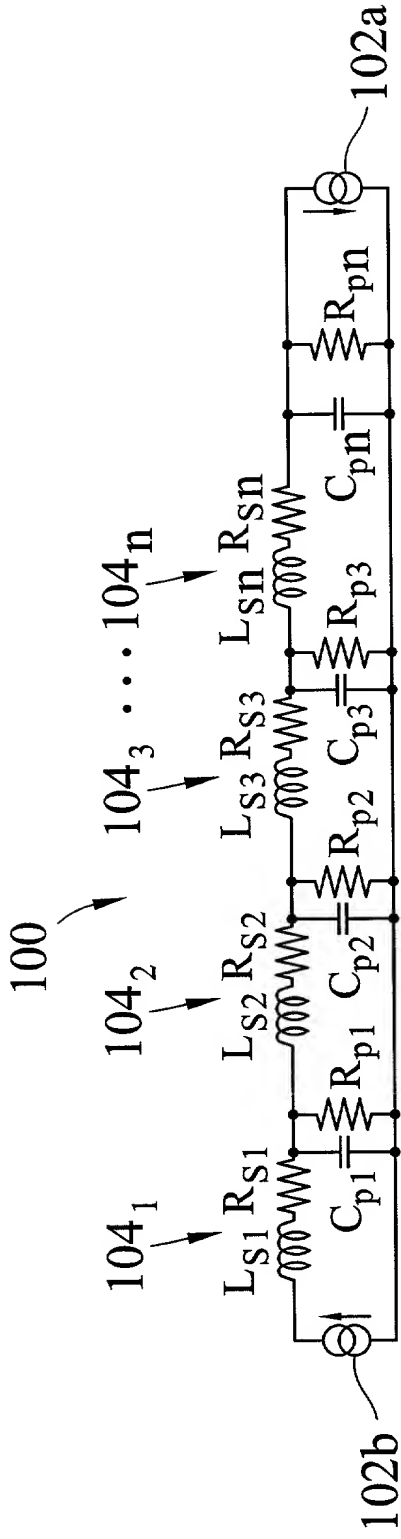 100
104₁ 104₂ 104₃ · · · · 104ₙ
L_S1 R_S1 L_S2 R_S2 L_S3 R_S3 L_sn R_sn
C_p1 R_p1 C_p2 R_p2 C_p3 R_p3 C_pn R_pn
102b 102a